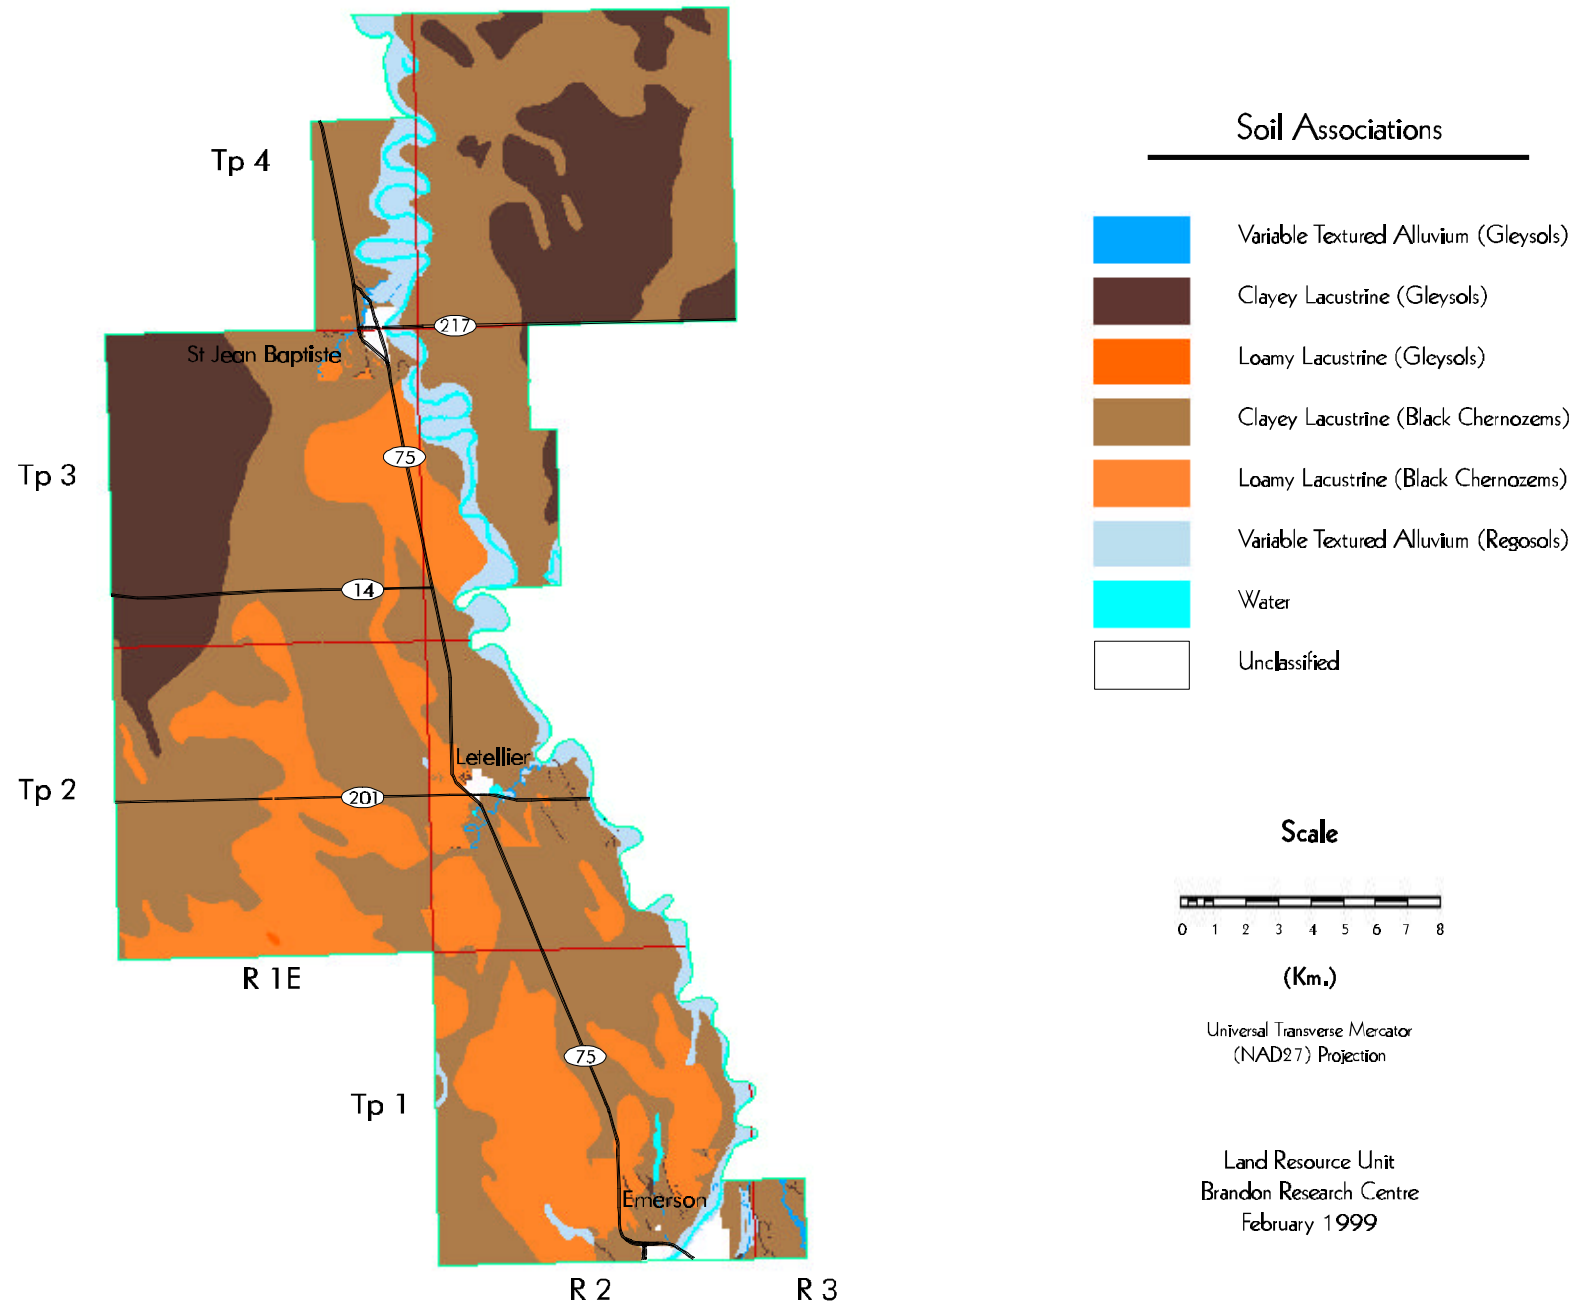 Soil Associations
Variable Textured Alluvium (Gleysols)
Clayey Lacustrine (Gleysols)
Loamy Lacustrine (Gleysols)
Clayey Lacustrine (Black Chernozems)
Loamy Lacustrine (Black Chernozems)
Variable Textured Alluvium (Regosols)
Water
Unclassified
Tp 4
217
St Jean Baptiste
75
Tp 3
14
Letellier
Tp 2
201
R 1E
75
Tp 1
Emerson
R 2
R 3
Scale
0 1 2 3 4 5 6 7 8
(Km.)
Universal Transverse Mercator
(NAD27) Projection
Land Resource Unit
Brandon Research Centre
February 1999